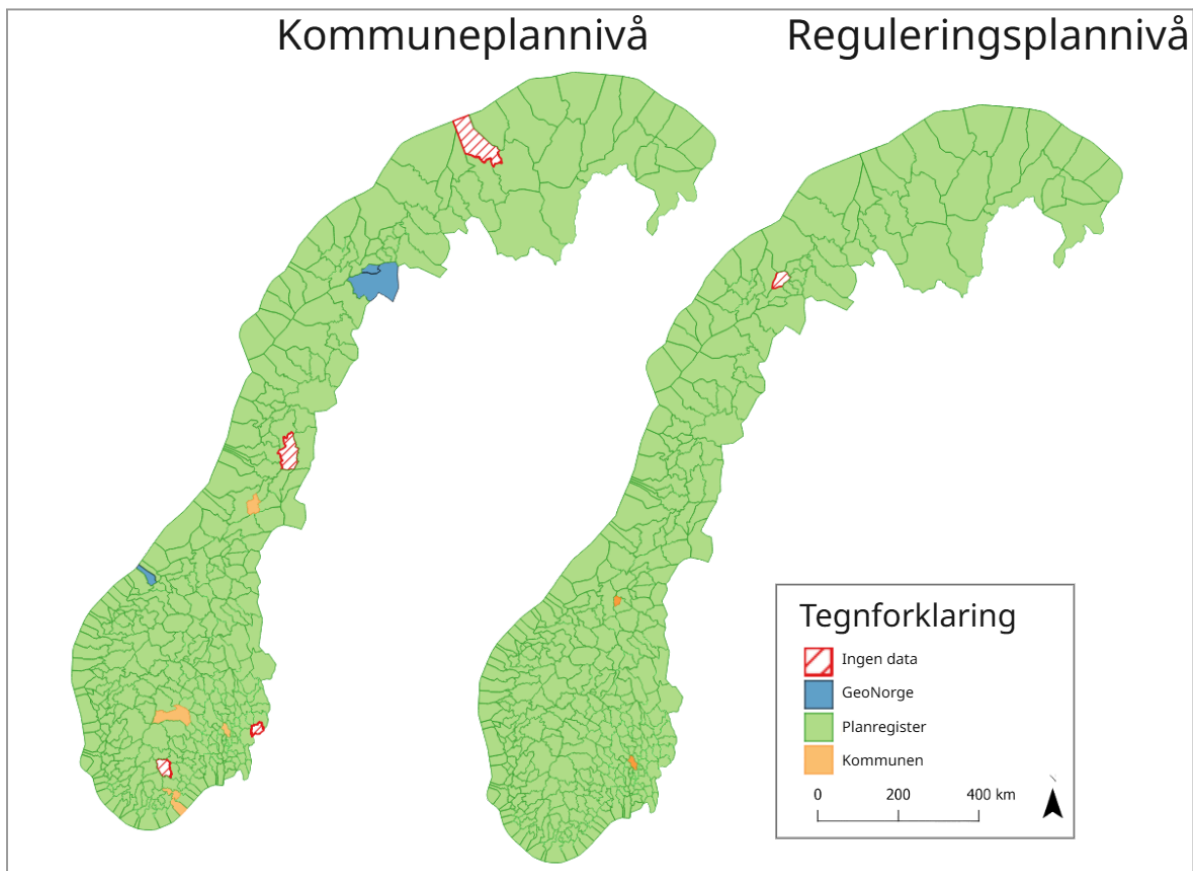 Kommuneplannivå
Reguleringsplannivå
Tegnforklaring
Ingen data
GeoNorge
Planregister
Kommunen
0 200 400 km